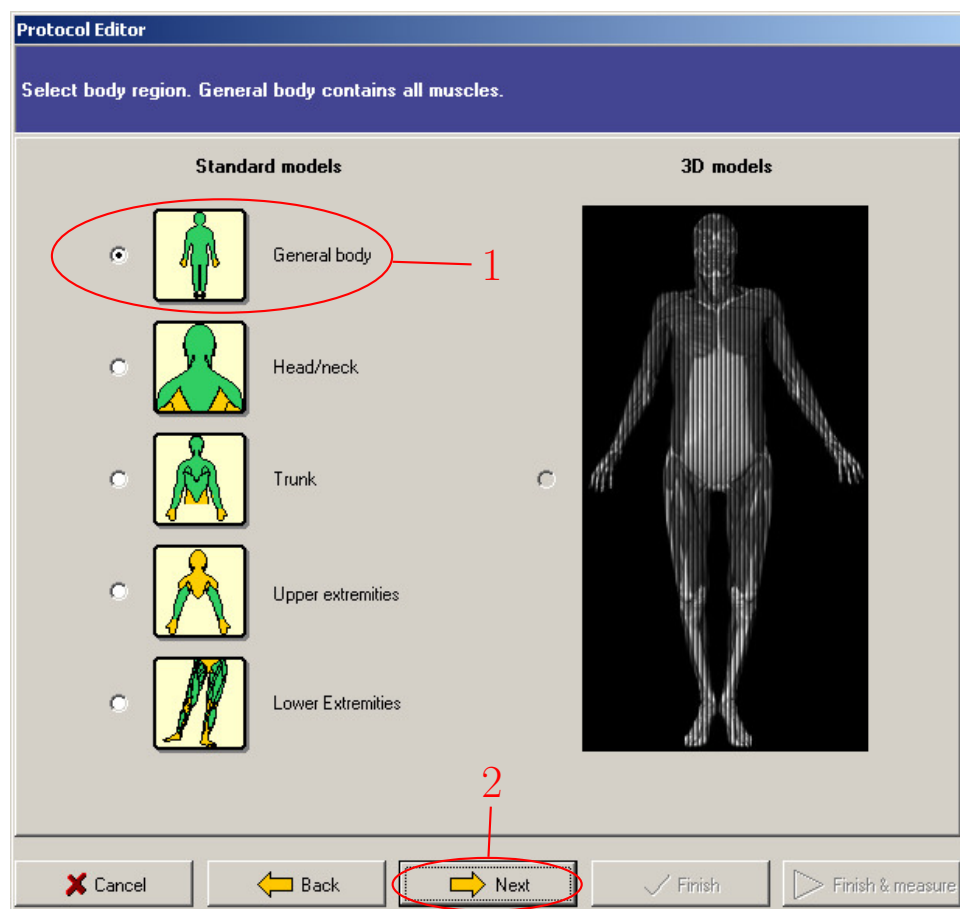 Protocol Editor
Select body region. General body contains all muscles.
Standard models
3D models
General body
1
Head/neck
Trunk
Upper extremities
Lower Extremities
2
Cancel
Back
Next
Finish
Finish & measure